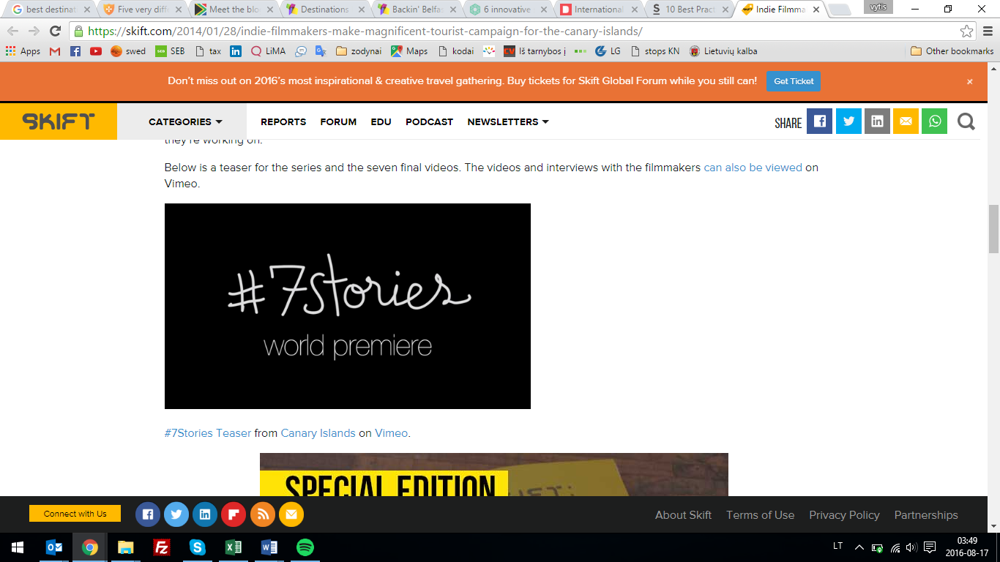 best destinat
Five very diffe
Meet the blo
Destinations
Backin' Belfas
6 innovative
International
10 Best Pract
Indie Filmma
vytis
https://skift.com/2014/01/28/indie-filmmakers-make-magnificent-tourist-campaign-for-the-canary-islands/
Apps swed SEB tax LiMA zodynai Maps kodai Iš tarnybos į LG stops KN Lietuvių kalba Other bookmarks
Don't miss out on 2016's most inspirational & creative travel gathering. Buy tickets for Skift Global Forum while you still can! Get Ticket
SKIFT CATEGORIES REPORTS FORUM EDU PODCAST NEWSLETTERS SHARE
they're working on.
Below is a teaser for the series and the seven final videos. The videos and interviews with the filmmakers can also be viewed on
Vimeo.
#7stories
world premiere
#7Stories Teaser from Canary Islands on Vimeo.
SPECIAL EDITION
Connect with Us About Skift Terms of Use Privacy Policy Partnerships
LT 03:49
2016-08-17